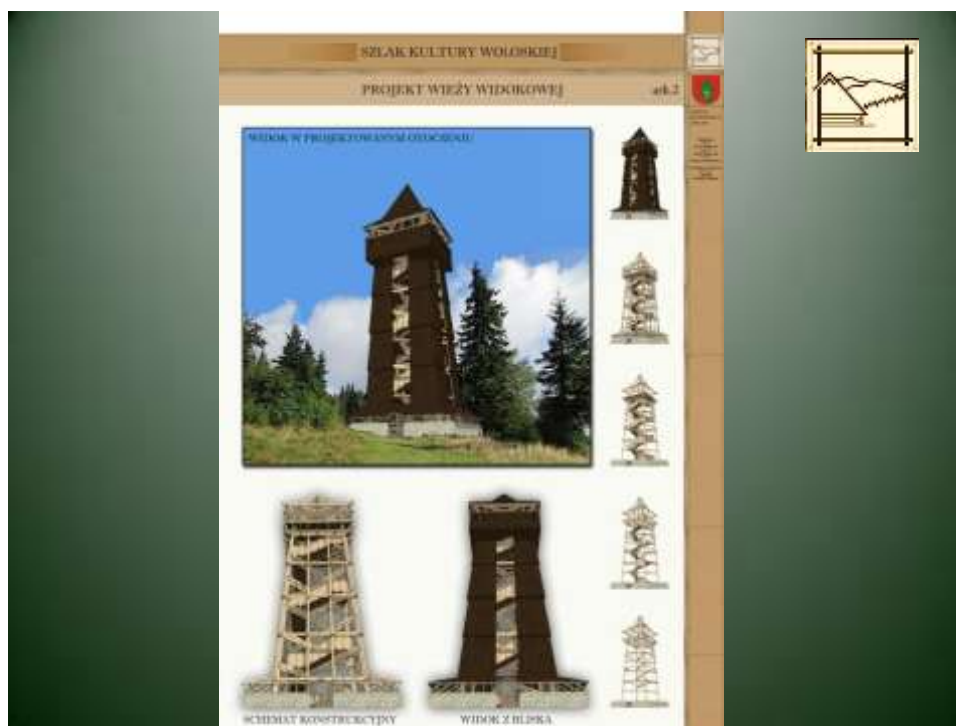 SZLAK KULTURY WOŁOSKIEJ
PROJEKT WIEŻY WIDOKOWEJ ark.2
WIDOK W PROJEKTOWANYM OTOCZENIU
SCHEMAT KONSTRUKCYJNY WIDOK Z BLISKA